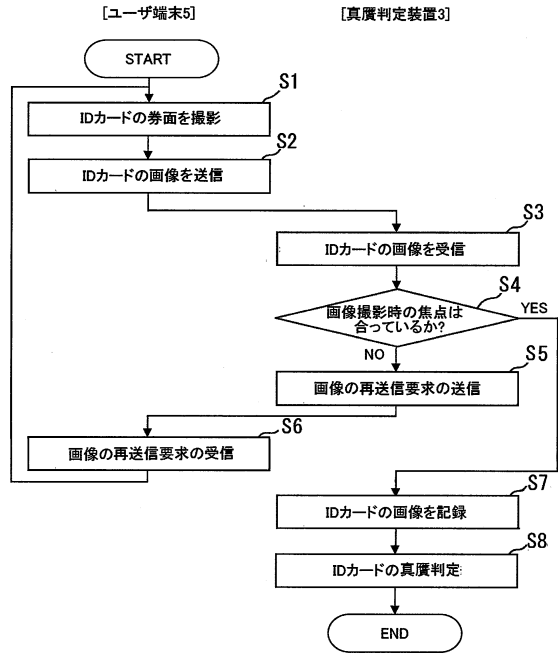 [ユーザ端末5]
[真贋判定装置3]
START
S1
IDカードの券面を撮影
S2
IDカードの画像を送信
S3
IDカードの画像を受信
S4
画像撮影時の焦点は
合っているか?
YES
NO
S5
画像の再送信要求の送信
S6
画像の再送信要求の受信
S7
IDカードの画像を記録
S8
IDカードの真贋判定
END